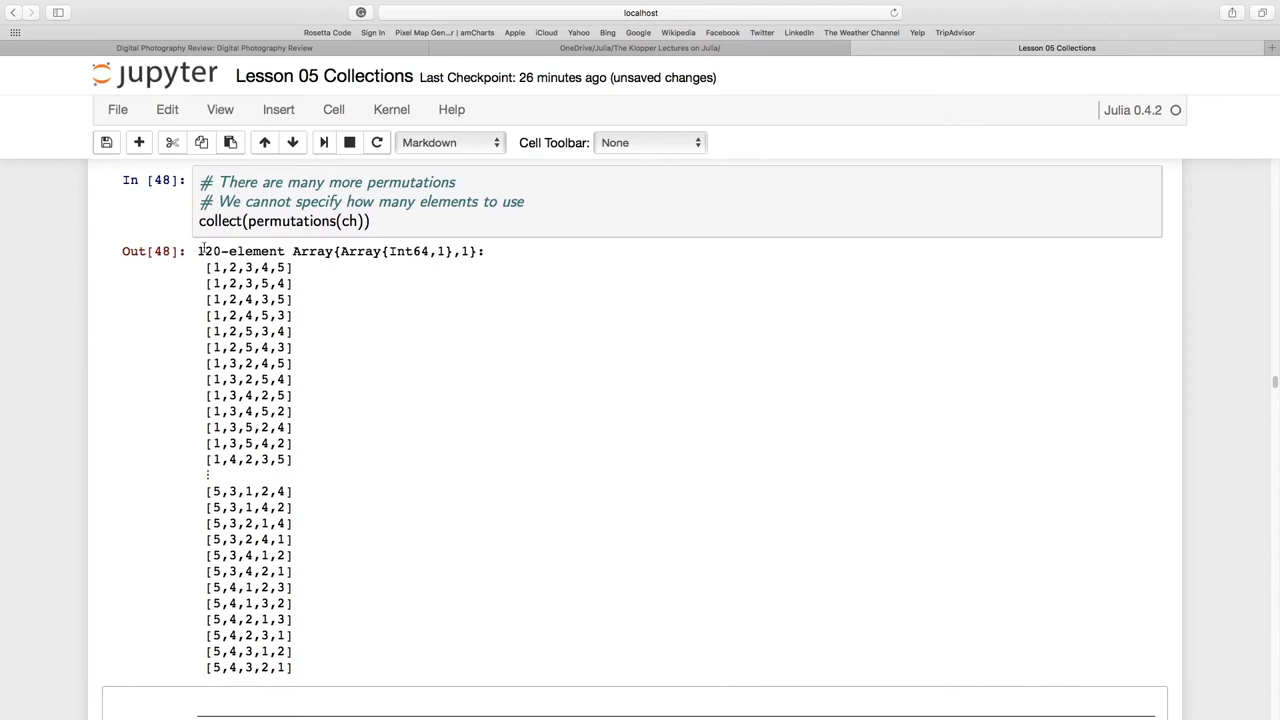 localhost
Rosetta Code Sign In Pixel Map Gen...r | amCharts Apple iCloud Yahoo Bing Google Wikipedia Facebook Twitter LinkedIn The Weather Channel Yelp TripAdvisor
Digital Photography Review: Digital Photography Review OneDrive/Julia/The Klopper Lectures on Julia/ Lesson 05 Collections
jupyter Lesson 05 Collections Last Checkpoint: 26 minutes ago (unsaved changes)
File Edit View Insert Cell Kernel Help Julia 0.4.2
Markdown Cell Toolbar: None
In [48]: # There are many more permutations
# We cannot specify how many elements to use
collect(permutations(ch))
Out[48]: 120-element Array{Array{Int64,1},1}:
[1,2,3,4,5]
[1,2,3,5,4]
[1,2,4,3,5]
[1,2,4,5,3]
[1,2,5,3,4]
[1,2,5,4,3]
[1,3,2,4,5]
[1,3,2,5,4]
[1,3,4,2,5]
[1,3,4,5,2]
[1,3,5,2,4]
[1,3,5,4,2]
[1,4,2,3,5]
⋮
[5,3,1,2,4]
[5,3,1,4,2]
[5,3,2,1,4]
[5,3,2,4,1]
[5,3,4,1,2]
[5,3,4,2,1]
[5,4,1,2,3]
[5,4,1,3,2]
[5,4,2,1,3]
[5,4,2,3,1]
[5,4,3,1,2]
[5,4,3,2,1]